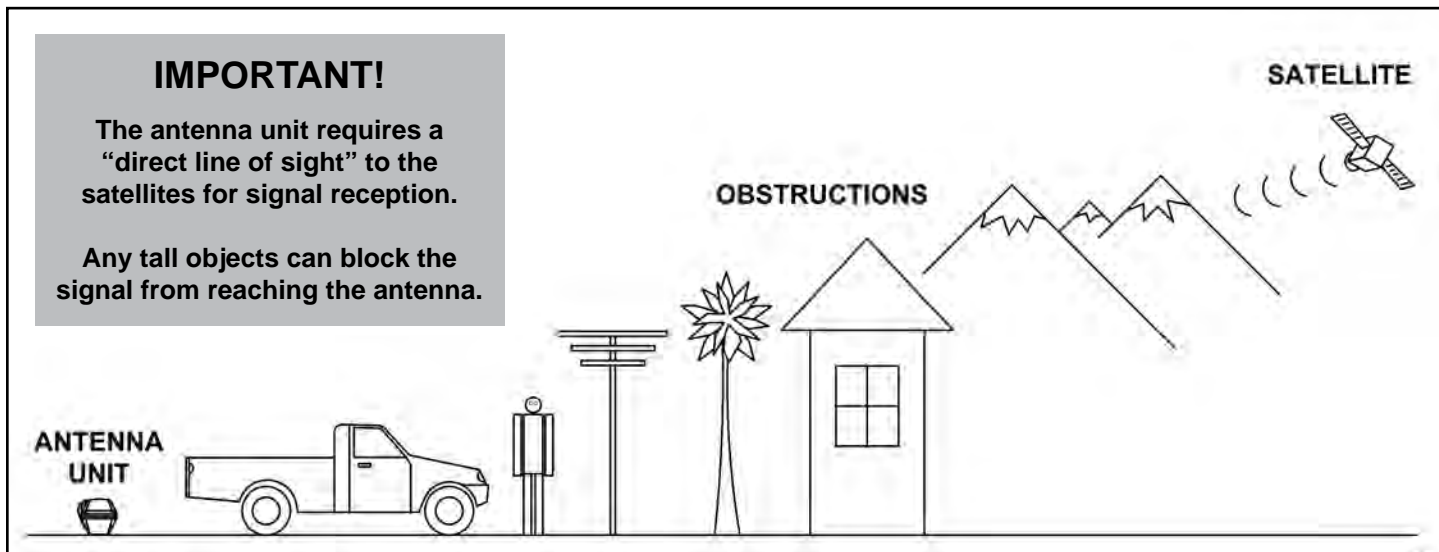 IMPORTANT!
The antenna unit requires a
“direct line of sight” to the
satellites for signal reception.
Any tall objects can block the
signal from reaching the antenna.
SATELLITE
OBSTRUCTIONS
ANTENNA
UNIT